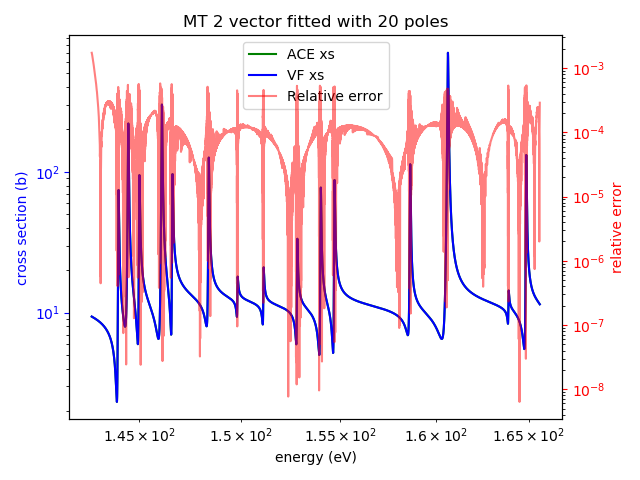 MT 2 vector fitted with 20 poles
ACE xs
VF xs
Relative error
cross section (b)
10²
10¹
relative error
10⁻³
10⁻⁴
10⁻⁵
10⁻⁶
10⁻⁷
10⁻⁸
1.45 × 10² 1.5 × 10² 1.55 × 10² 1.6 × 10² 1.65 × 10²
energy (eV)